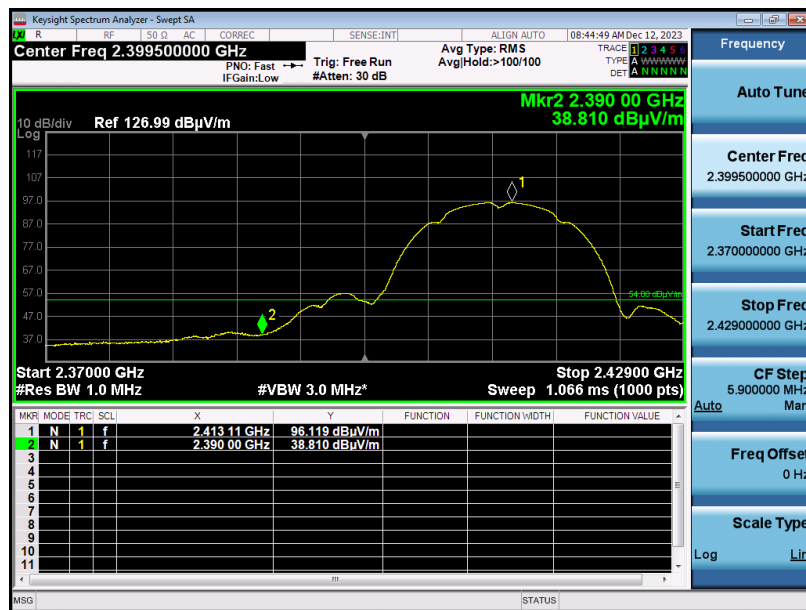 Keysight Spectrum Analyzer - Swept SA
LXI R RF 50 Ω AC CORREC SENSE:INT ALIGN AUTO 08:44:49 AM Dec 12, 2023
Center Freq 2.399500000 GHz
PNO: Fast
IFGain:Low
Trig: Free Run
#Atten: 30 dB
Avg Type: RMS
Avg|Hold:>100/100
TRACE 1 2 3 4 5 6
TYPE A WWWWW
DET A N N N N N
Mkr2 2.390 00 GHz
38.810 dBµV/m
10 dB/div
Log
Ref 126.99 dBµV/m
117
107
97.0
87.0
77.0
67.0
57.0
47.0
37.0
1
2
54.00 dBµV/m
Start 2.37000 GHz
Stop 2.42900 GHz
#Res BW 1.0 MHz
#VBW 3.0 MHz*
Sweep 1.066 ms (1000 pts)
MKR MODE TRC SCL X Y FUNCTION FUNCTION WIDTH FUNCTION VALUE
1 N 1 f 2.413 11 GHz 96.119 dBµV/m
2 N 1 f 2.390 00 GHz 38.810 dBµV/m
3
4
5
6
7
8
9
10
11
MSG
STATUS
Frequency
Auto Tune
Center Freq
2.399500000 GHz
Start Freq
2.370000000 GHz
Stop Freq
2.429000000 GHz
CF Step
5.900000 MHz
Auto Man
Freq Offset
0 Hz
Scale Type
Log Lin